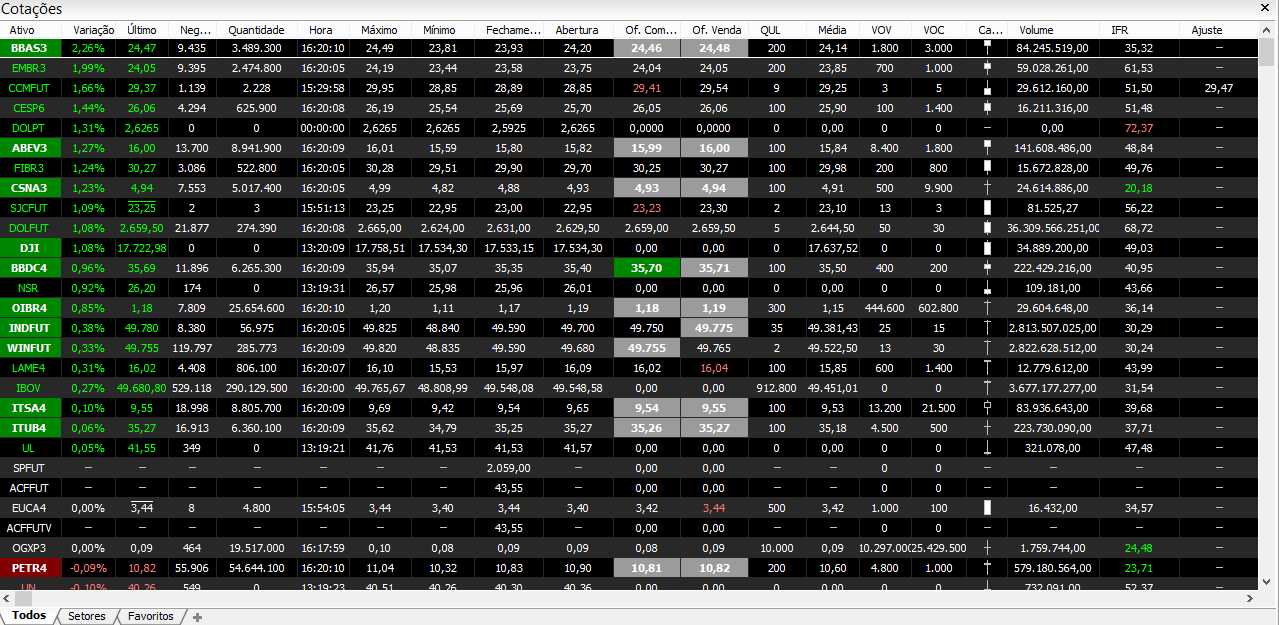 Cotações
Ativo Variação Último Neg... Quantidade Hora Máximo Mínimo Fechame... Abertura Of. Com... Of. Venda QUL Média VOV VOC Ca... Volume IFR Ajuste
BBAS3 2,26% 24,47 9.435 3.489.300 16:20:10 24,49 23,81 23,93 24,20 24,46 24,48 200 24,14 1.800 3.000 84.245.519,00 35,32 —
EMBR3 1,99% 24,05 9.395 2.474.800 16:20:05 24,19 23,44 23,58 23,75 24,04 24,05 200 23,85 700 1.000 59.028.261,00 61,53 —
CCMFUT 1,66% 29,37 1.139 2.228 15:29:58 29,95 28,85 28,89 28,85 29,41 29,54 9 29,25 3 5 29.612.160,00 51,50 29,47
CESP6 1,44% 26,06 4.294 625.900 16:20:08 26,19 25,54 25,69 25,70 26,05 26,06 100 25,90 100 1.400 16.211.316,00 51,48 —
DOLPT 1,31% 2,6265 0 0 00:00:00 2,6265 2,6265 2,5925 2,6265 0,0000 0,0000 0 0,00 0 0 — 0,00 72,37 —
ABEV3 1,27% 16,00 13.700 8.941.900 16:20:09 16,01 15,59 15,80 15,82 15,99 16,00 100 15,84 8.400 1.800 141.608.486,00 48,84 —
FIBR3 1,24% 30,27 3.086 522.800 16:20:05 30,28 29,51 29,90 29,70 30,25 30,27 100 29,98 200 800 15.672.828,00 49,76 —
CSNA3 1,23% 4,94 7.553 5.017.400 16:20:05 4,99 4,82 4,88 4,93 4,93 4,94 100 4,91 500 9.900 24.614.886,00 20,18 —
SJCFUT 1,09% 23,25 2 3 15:51:13 23,25 22,95 23,00 22,95 23,23 23,30 2 23,10 13 3 81.525,27 56,22 —
DOLFUT 1,08% 2.659,50 21.877 274.390 16:20:08 2.665,00 2.624,00 2.631,00 2.629,50 2.659,00 2.659,50 5 2.644,50 50 30 36.309.566.251,00 68,72 —
DJI 1,08% 17.722,98 0 0 13:20:09 17.758,51 17.534,30 17.533,15 17.534,30 0,00 0,00 0 17.637,52 0 0 34.889.200,00 49,03 —
BBDC4 0,96% 35,69 11.896 6.265.300 16:20:09 35,94 35,07 35,35 35,40 35,70 35,71 100 35,50 400 200 222.429.216,00 40,95 —
NSR 0,92% 26,20 174 0 13:19:31 26,57 25,98 25,96 26,01 0,00 0,00 0 0,00 0 0 109.181,00 43,66 —
OIBR4 0,85% 1,18 7.809 25.654.600 16:20:10 1,20 1,11 1,17 1,19 1,18 1,19 300 1,15 444.600 602.800 29.604.648,00 36,14 —
INDFUT 0,38% 49.780 8.380 56.975 16:20:05 49.825 48.840 49.590 49.700 49.750 49.775 35 49.381,43 25 15 2.813.507.025,00 30,29 —
WINFUT 0,33% 49.755 119.797 285.773 16:20:09 49.820 48.835 49.590 49.680 49.755 49.765 2 49.522,50 13 30 2.822.628.512,00 30,24 —
LAME4 0,31% 16,02 4.408 806.100 16:20:07 16,10 15,53 15,97 16,09 16,02 16,04 100 15,85 600 1.400 12.779.612,00 43,99 —
IBOV 0,27% 49.680,80 529.118 290.129.500 16:20:00 49.765,67 48.808,99 49.548,08 49.548,58 0,00 0,00 912.800 49.451,01 0 0 3.677.177.277,00 31,54 —
ITSA4 0,10% 9,55 18.998 8.805.700 16:20:09 9,69 9,42 9,54 9,65 9,54 9,55 100 9,53 13.200 21.500 83.936.643,00 39,68 —
ITUB4 0,06% 35,27 16.913 6.360.100 16:20:09 35,62 34,79 35,25 35,27 35,26 35,27 100 35,18 4.500 500 223.730.090,00 37,71 —
UL 0,05% 41,55 349 0 13:19:21 41,76 41,53 41,53 41,57 0,00 0,00 0 0,00 0 0 321.078,00 47,48 —
SPFUT — — — — — — — 2.059,00 — 0,00 0,00 — — 0 0 — — — —
ACFFUT — — — — — — — 43,55 — 0,00 0,00 — — 0 0 — — — —
EUCA4 0,00% 3,44 8 4.800 15:54:05 3,44 3,40 3,44 3,40 3,42 3,44 500 3,42 1.000 100 16.432,00 34,57 —
ACFFUTV — — — — — — — 43,55 — 0,00 0,00 — — 0 0 — — — —
OGXP3 0,00% 0,09 464 19.517.000 16:17:59 0,10 0,08 0,09 0,09 0,08 0,09 10.000 0,09 10.297.00 25.429.500 1.759.744,00 24,48 —
PETR4 -0,09% 10,82 55.906 54.644.100 16:20:10 11,04 10,32 10,83 10,90 10,81 10,82 200 10,60 4.800 1.000 579.180.564,00 23,71 —
UN -0,10% 40,26 549 0 13:19:23 40,51 40,26 40,30 40,36 0,00 0,00 0 0,00 0 0 732.091,00 52,37 —
Todos Setores Favoritos